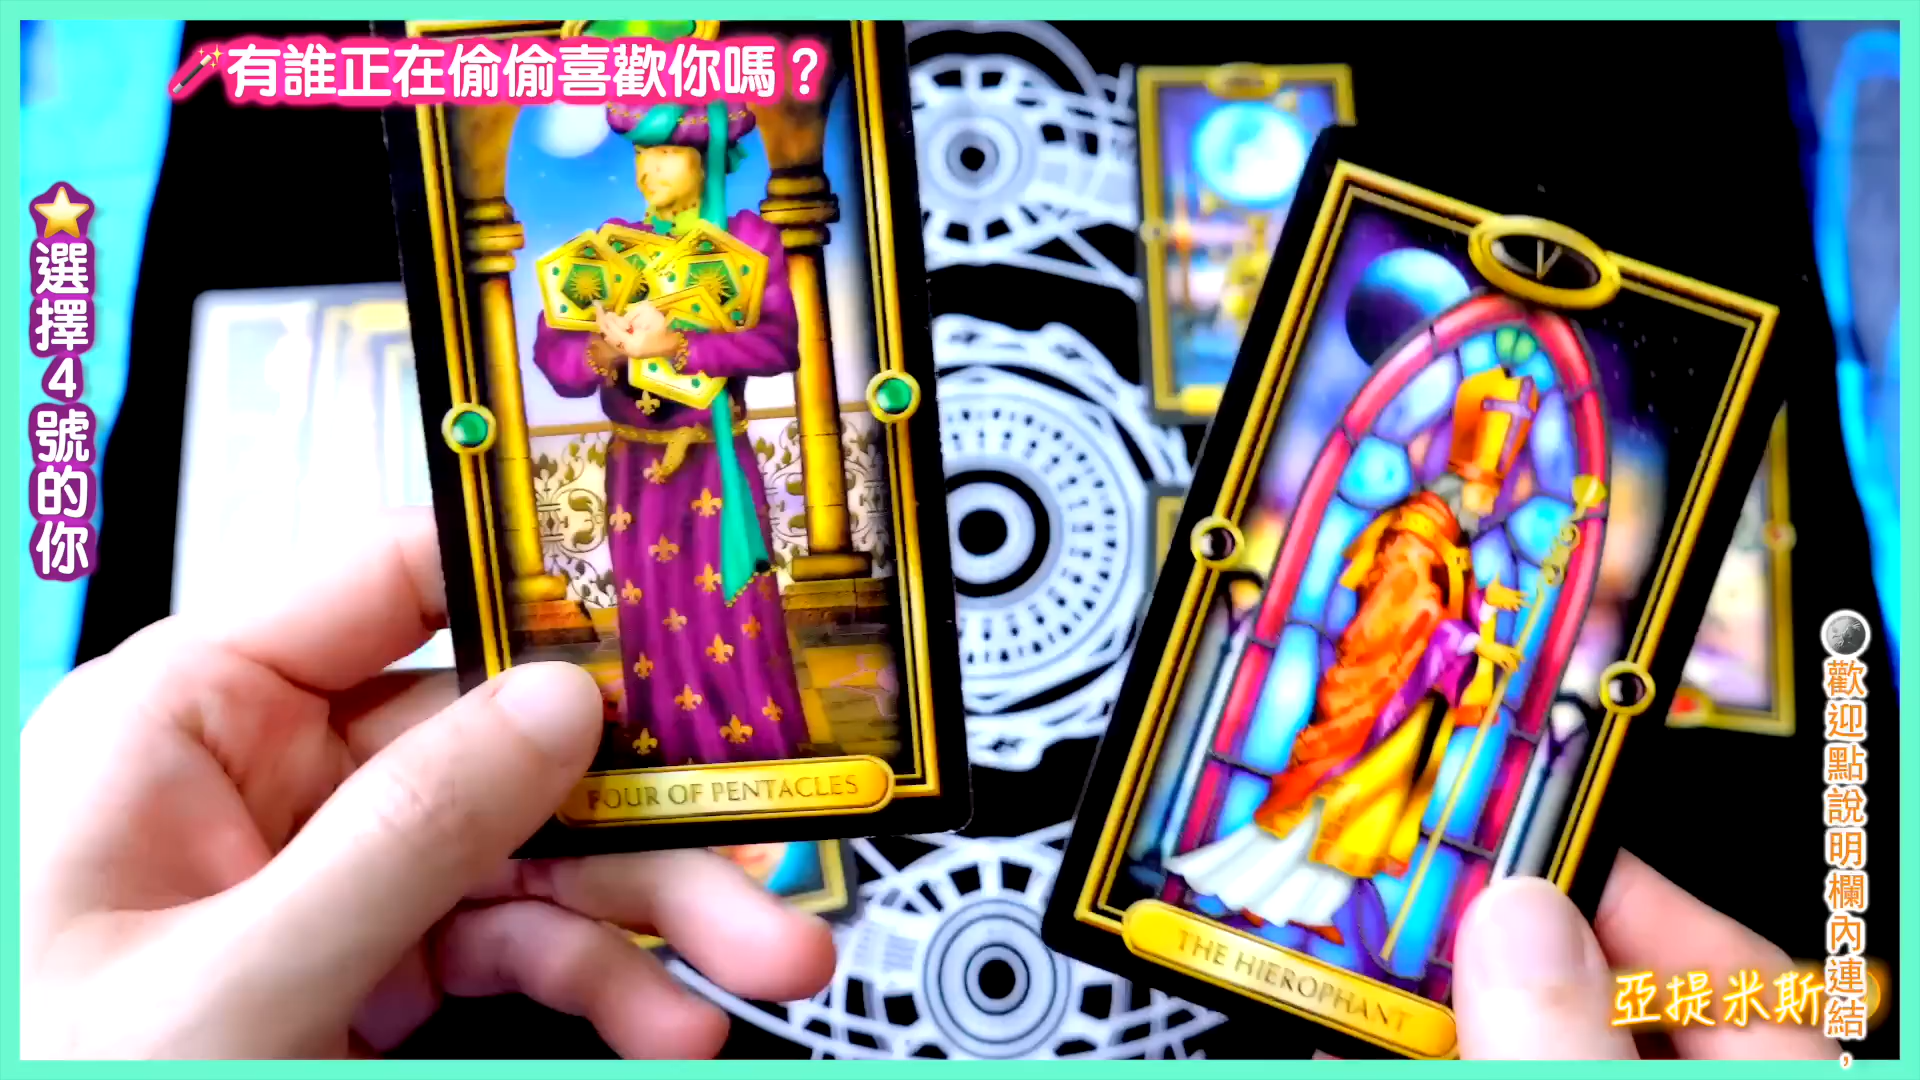 有誰正在偷偷喜歡你嗎？
選擇4號的你
FOUR OF PENTACLES
V
THE HIEROPHANT
歡迎點說明欄內連結，
亞提米斯